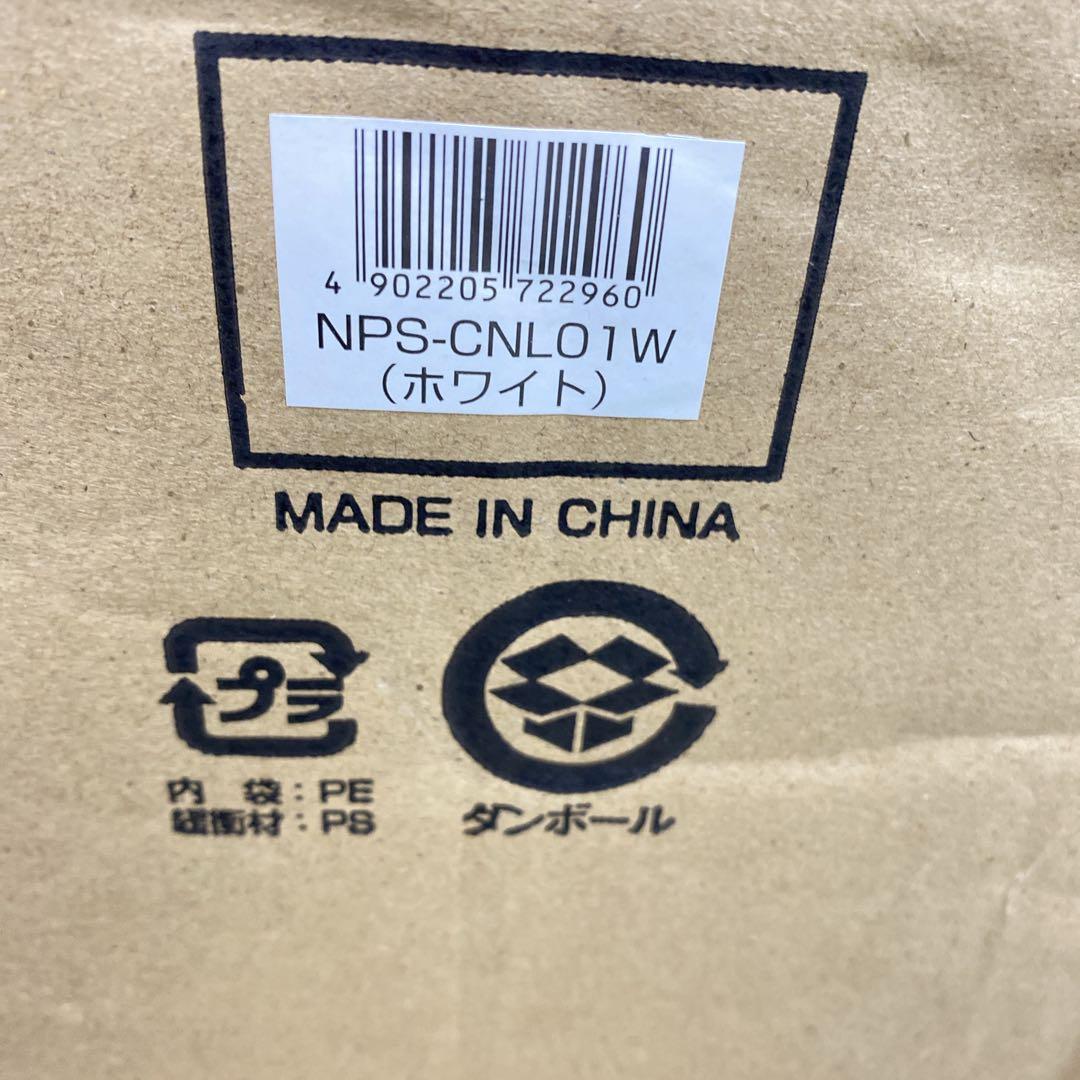 4 902205 722960
NPS-CNL01W
(ホワイト)
MADE IN CHINA
プラ
内 袋:PE
緩衝材:PS
ダンボール